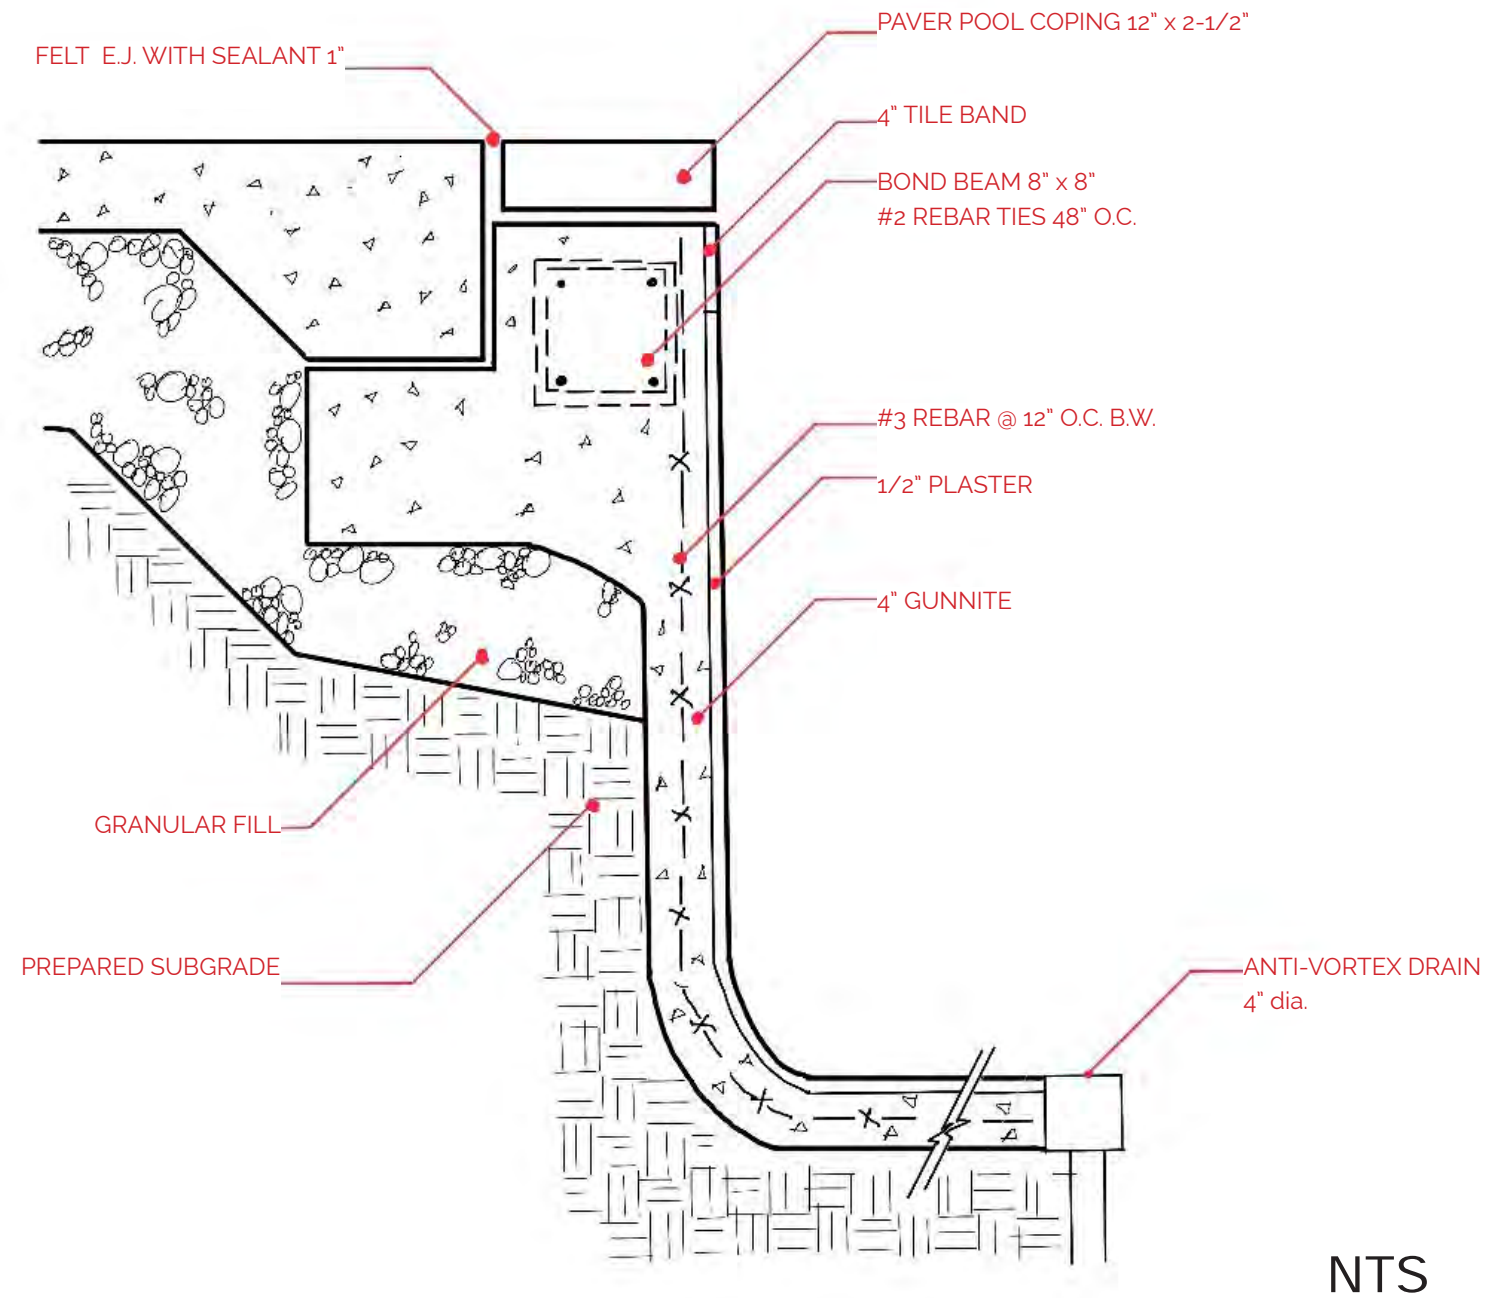 PAVER POOL COPING 12” x 2-1/2”
FELT E.J. WITH SEALANT 1”
4” TILE BAND
BOND BEAM 8” x 8”
#2 REBAR TIES 48” O.C.
#3 REBAR @ 12” O.C. B.W.
1/2” PLASTER
4” GUNNITE
GRANULAR FILL
PREPARED SUBGRADE
ANTI-VORTEX DRAIN
4” dia.
NTS